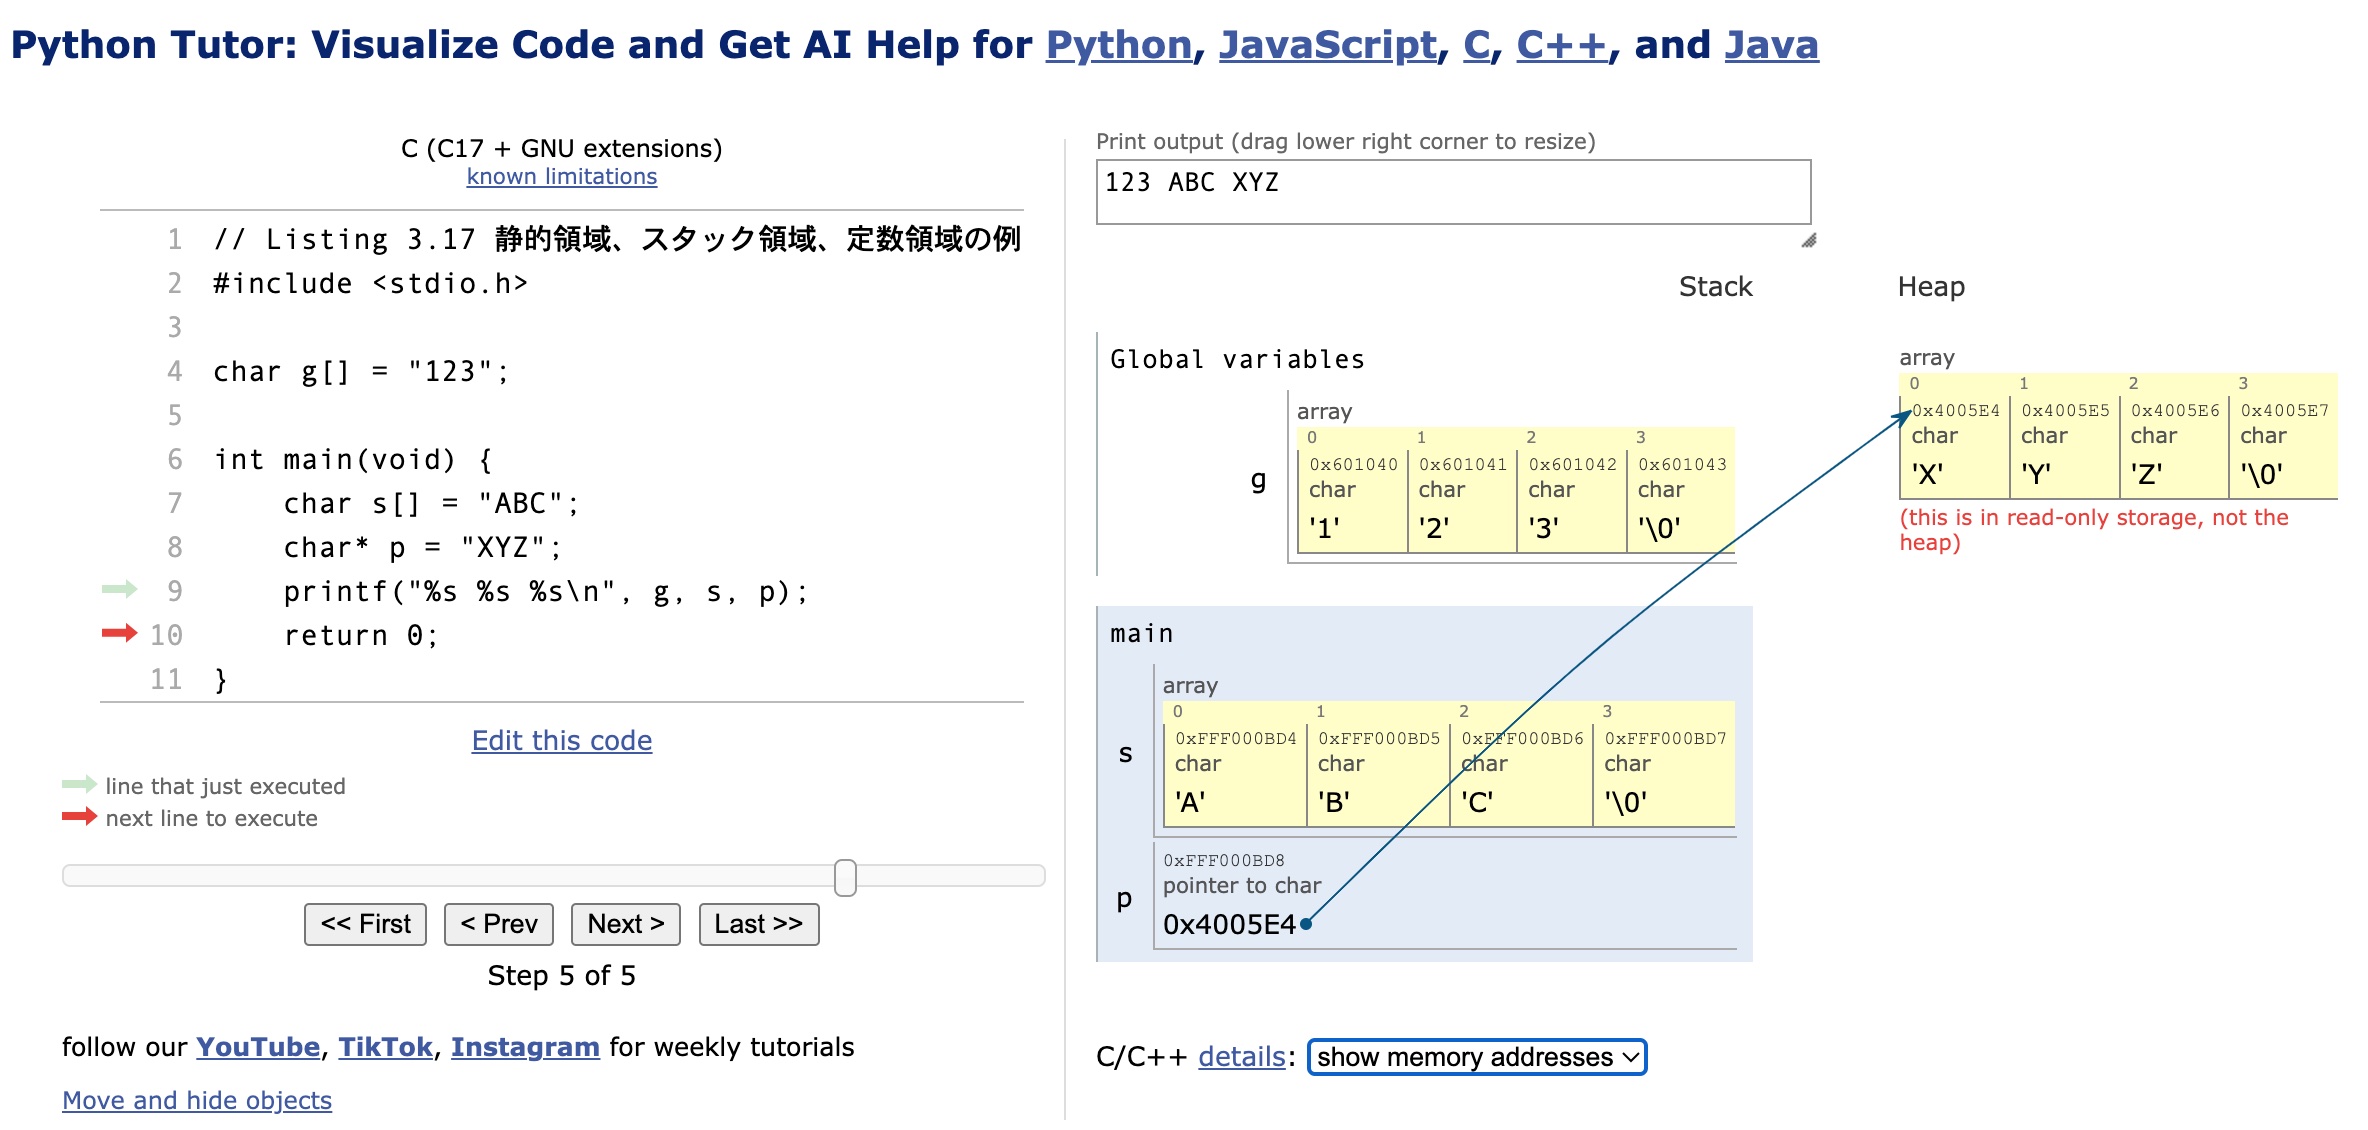 Python Tutor: Visualize Code and Get AI Help for Python, JavaScript, C, C++, and Java
C (C17 + GNU extensions)
known limitations
1 // Listing 3.17 静的領域、スタック領域、定数領域の例
2 #include <stdio.h>
3
4 char g[] = "123";
5
6 int main(void) {
7 char s[] = "ABC";
8 char* p = "XYZ";
9 printf("%s %s %s\n", g, s, p);
10 return 0;
11 }
Edit this code
line that just executed
next line to execute
<< First < Prev Next > Last >>
Step 5 of 5
follow our YouTube, TikTok, Instagram for weekly tutorials
Move and hide objects
Print output (drag lower right corner to resize)
123 ABC XYZ
Stack Heap
Global variables
array
0 1 2 3
0x601040 0x601041 0x601042 0x601043
char char char char
g '1' '2' '3' '\0'
array
0 1 2 3
0x4005E4 0x4005E5 0x4005E6 0x4005E7
char char char char
'X' 'Y' 'Z' '\0'
(this is in read-only storage, not the
heap)
main
array
0 1 2 3
0xFFF000BD4 0xFFF000BD5 0xFFF000BD6 0xFFF000BD7
s char char char char
'A' 'B' 'C' '\0'
0xFFF000BD8
pointer to char
p 0x4005E4
C/C++ details: show memory addresses